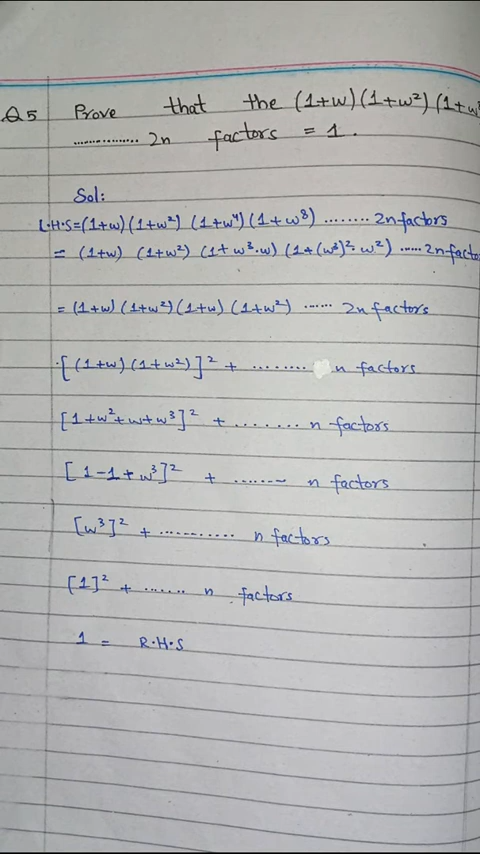 Q5 Prove that the (1+w)(1+w²)(1+w
............... 2n factors = 1.
Sol:
L.H.S=(1+w)(1+w²) (1+w⁴)(1+w⁸) ........ 2n factors
= (1+w) (1+w²) (1+w³.w) (1+(w³)². w²) ..... 2n facto
= (1+w)(1+w²)(1+w)(1+w²) ...... 2n factors
.[(1+w)(1+w²)]² + ........ n factors
[1+w²+w+w³]² + ........ n factors
[1-1+w³]² + ....... n factors
[w³]² + ........... n factors
[1]² + ....... n factors
1 = R.H.S